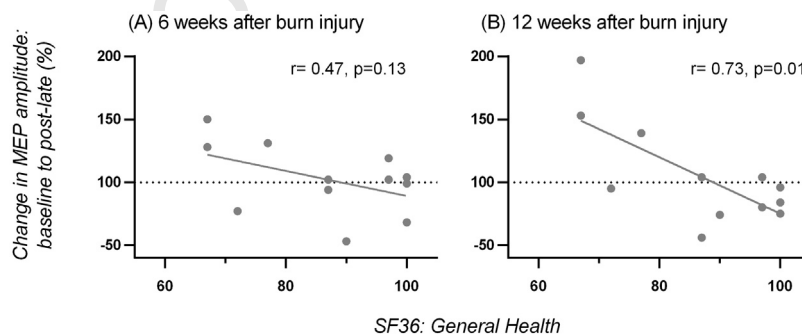 (A) 6 weeks after burn injury
(B) 12 weeks after burn injury
Change in MEP amplitude:
baseline to post-late (%)
200
150
100
-50
r= 0.47, p=0.13
60
80
100
200
150
100
-50
r= 0.73, p=0.01
60
80
100
SF36: General Health